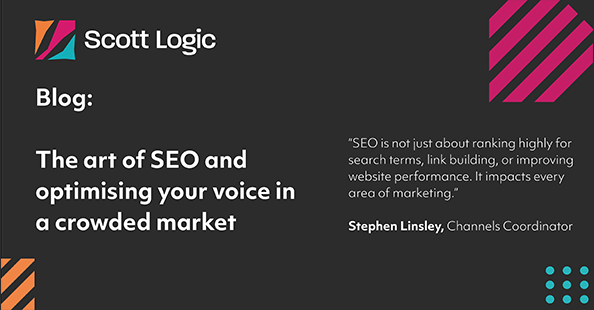 Scott Logic
Blog:
The art of SEO and
optimising your voice in
a crowded market
“SEO is not just about ranking highly for
search terms, link building, or improving
website performance. It impacts every
area of marketing.”
Stephen Linsley, Channels Coordinator